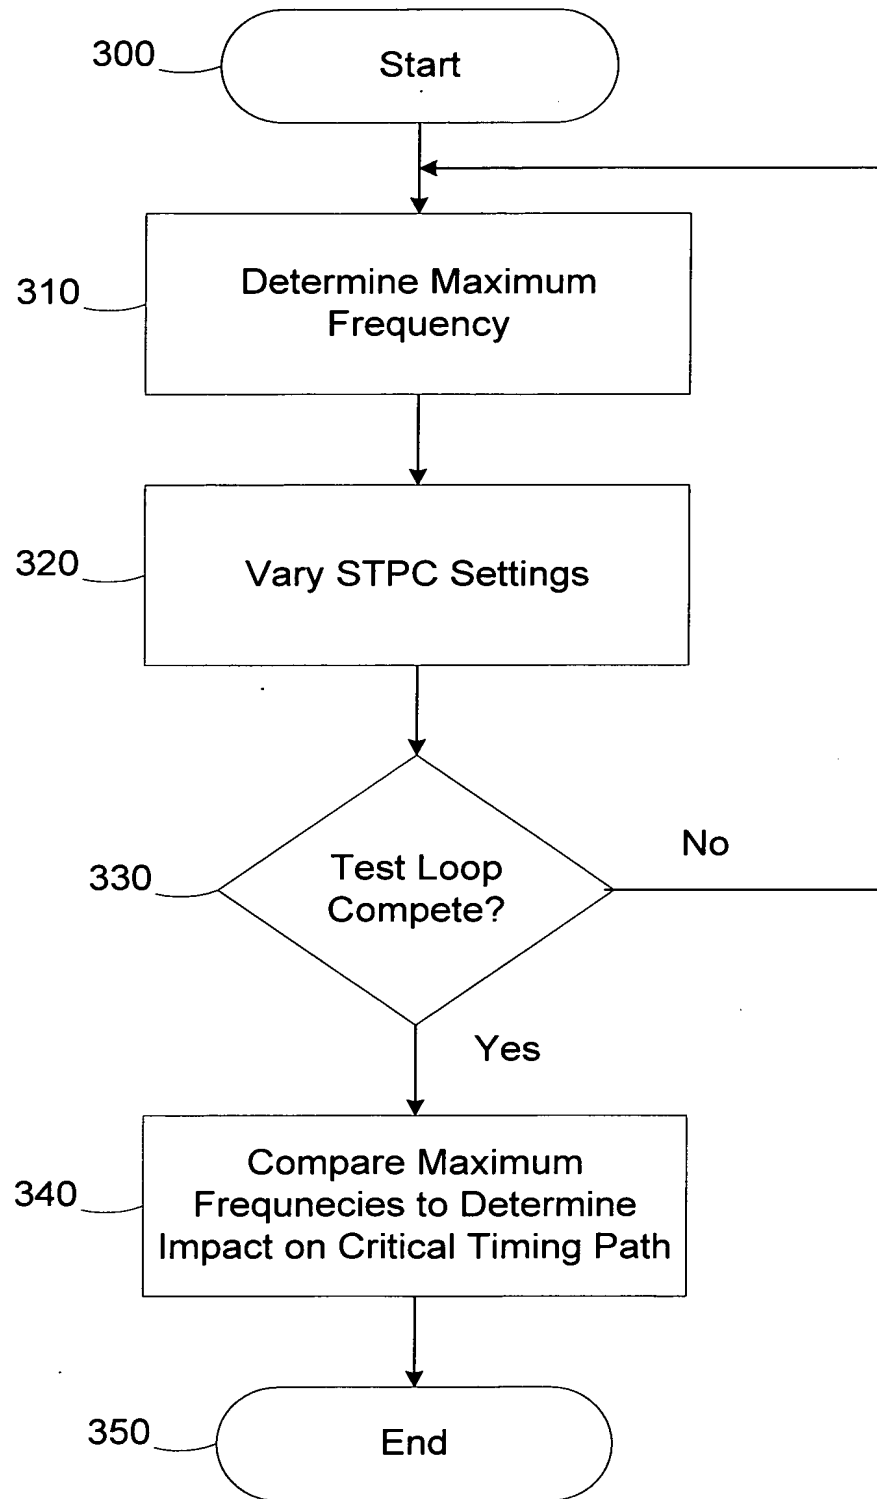 300
Start
310
Determine Maximum
Frequency
320
Vary STPC Settings
330
Test Loop
Compete?
No
Yes
340
Compare Maximum
Frequnecies to Determine
Impact on Critical Timing Path
350
End